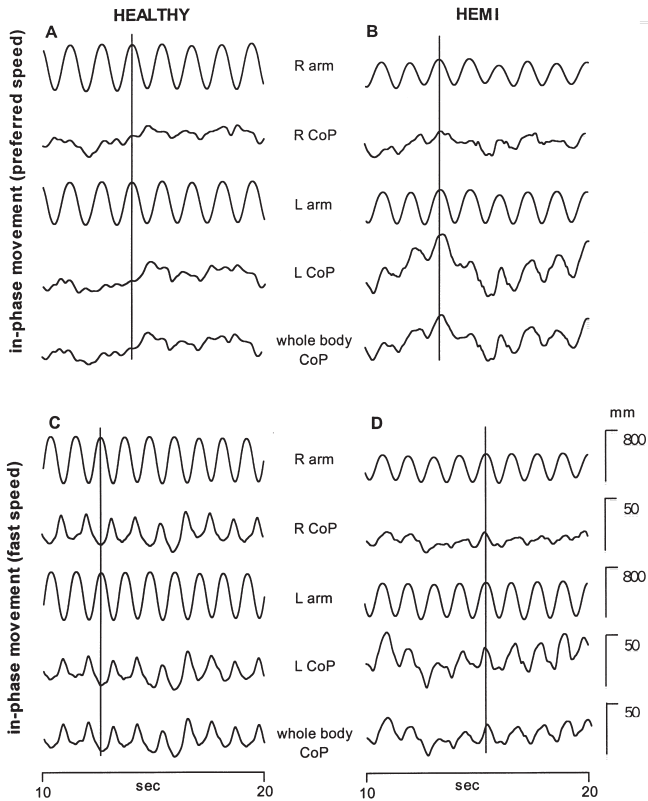 HEALTHY
HEMI
in-phase movement (preferred speed)
A
B
R arm
R CoP
L arm
L CoP
whole body
CoP
in-phase movement (fast speed)
C
D
mm
R arm
800
R CoP
50
L arm
800
L CoP
50
whole body
CoP
50
10
sec
20
10
sec
20